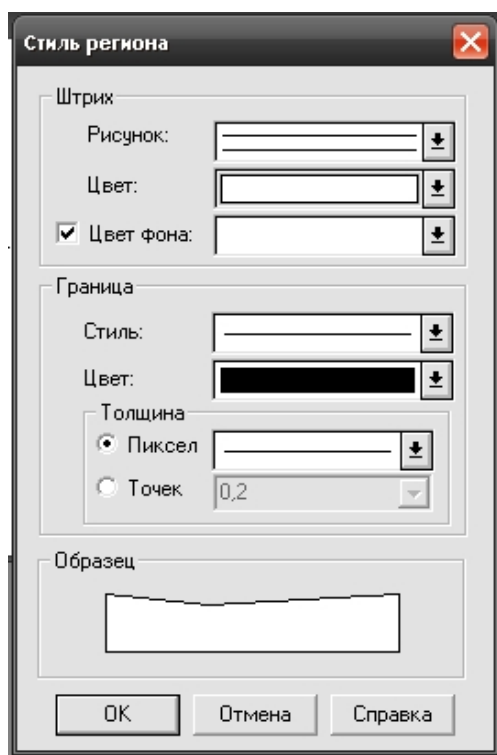 Стиль региона
Штрих
Рисунок:
Цвет:
Цвет фона:
Граница
Стиль:
Цвет:
Толщина
Пиксел
Точек 0,2
Образец
OK Отмена Справка